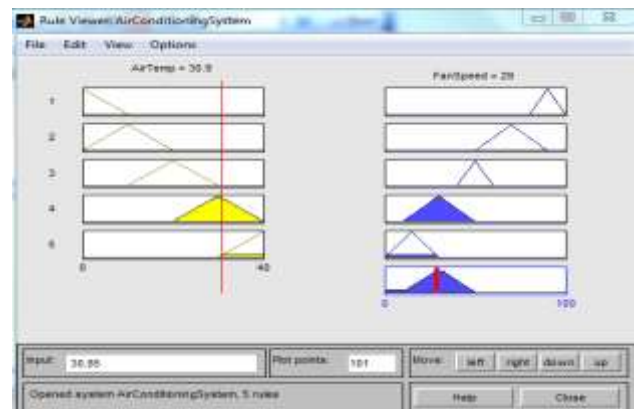 Rule Viewer: AirConditioningSystem
File Edit View Options
AirTemp = 30.9
FanSpeed = 29
1
2
3
4
5
0 40
0 100
Input: 30.88
Plot points: 101
Move: left right down up
Opened system AirConditioningSystem, 5 rules
Help Close